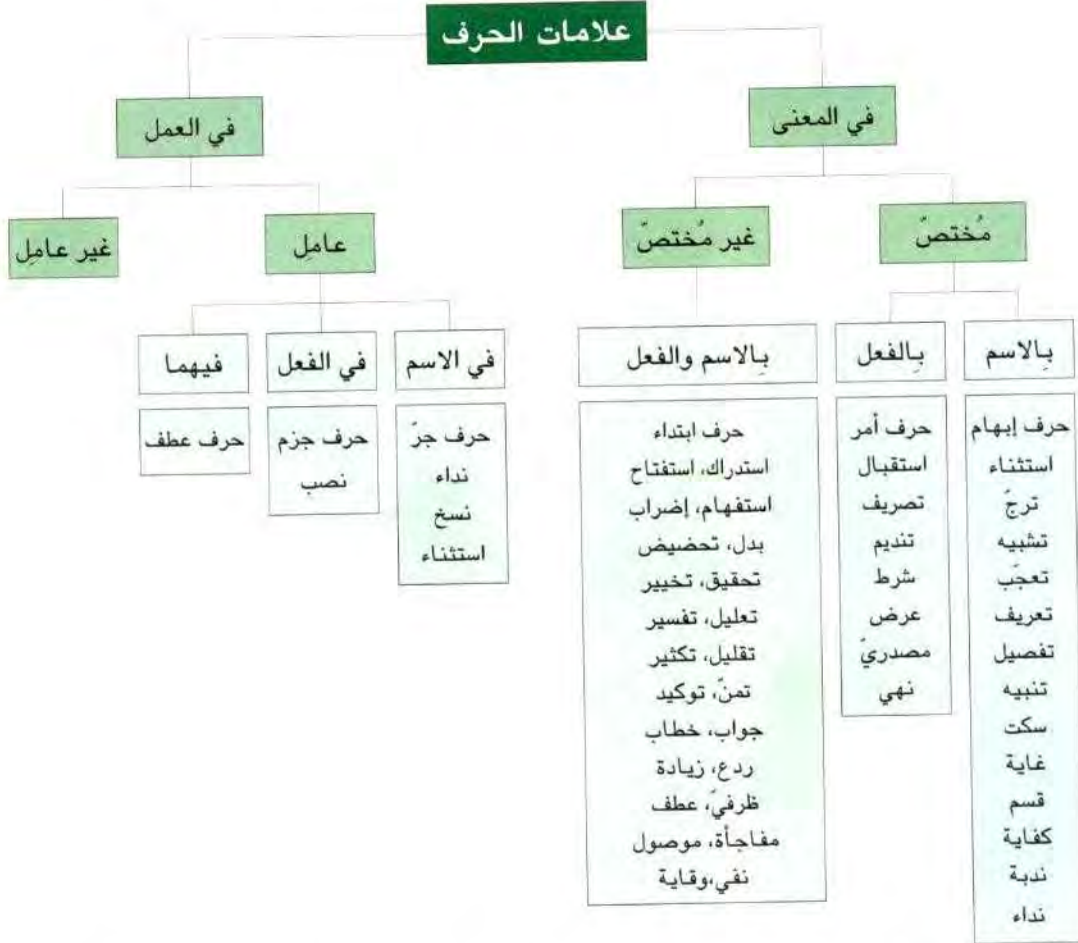 علامات الحرف
في المعنى
في العمل
مُختصّ
غير مُختصّ
عامِل
غير عامِل
بِالاسم
بِالفعل
بِالاسم والفعل
في الاسم
في الفعل
فيهما
حرف إبهام
استثناء
ترجّ
تشبيه
تعجّب
تعريف
تفصيل
تنبيه
سكت
غاية
قسم
كفاية
ندبة
نداء
حرف أمر
استقبال
تصريف
تنديم
شرط
عرض
مصدريّ
نهي
حرف ابتداء
استدراك، استفتاح
استفهام، إضراب
بدل، تحضيض
تحقيق، تخيير
تعليل، تفسير
تقليل، تكثير
تمنّ، توكيد
جواب، خطاب
ردع، زيادة
ظرفيّ، عطف
مفاجأة، موصول
نفي،وقاية
حرف جرّ
نداء
نسخ
استثناء
حرف جزم
نصب
حرف عطف